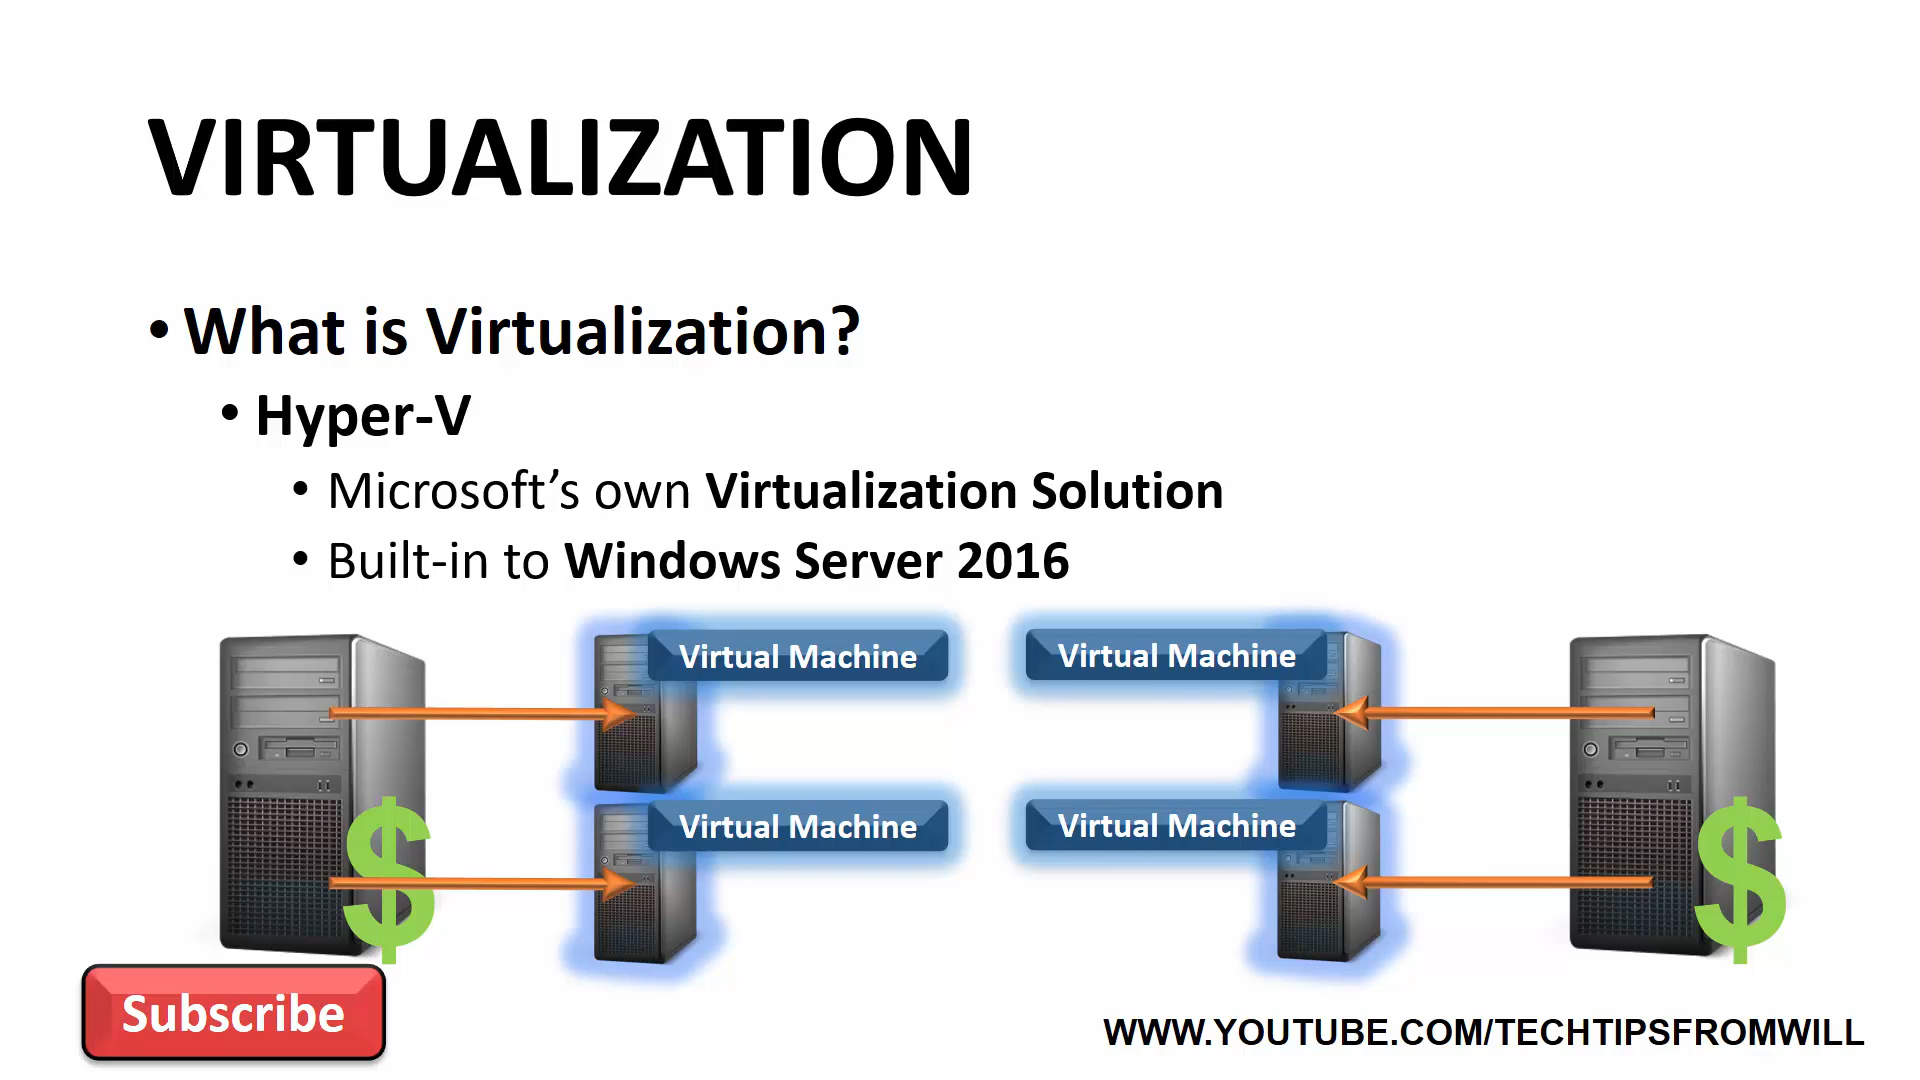 VIRTUALIZATION
• What is Virtualization?
• Hyper-V
• Microsoft’s own Virtualization Solution
• Built-in to Windows Server 2016
Virtual Machine
Virtual Machine
Virtual Machine
Virtual Machine
$
$
Subscribe
WWW.YOUTUBE.COM/TECHTIPSFROMWILL